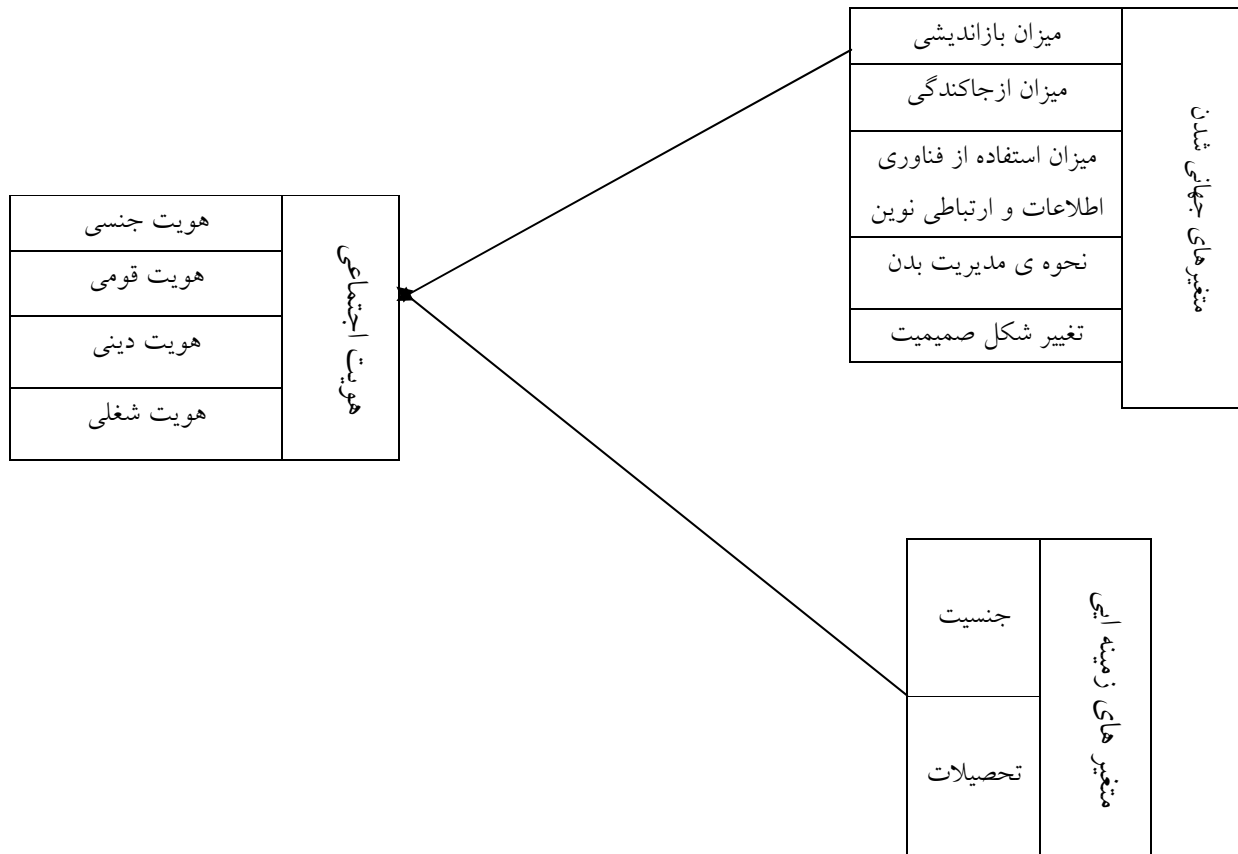 متغیرهای جهانی شدن
میزان بازاندیشی
میزان ازجاکندگی
میزان استفاده از فناوری
اطلاعات و ارتباطی نوین
نحوه ی مدیریت بدن
تغییر شکل صمیمیت
هویت اجتماعی
هویت جنسی
هویت قومی
هویت دینی
هویت شغلی
متغیر های زمینه ایی
جنسیت
تحصیلات